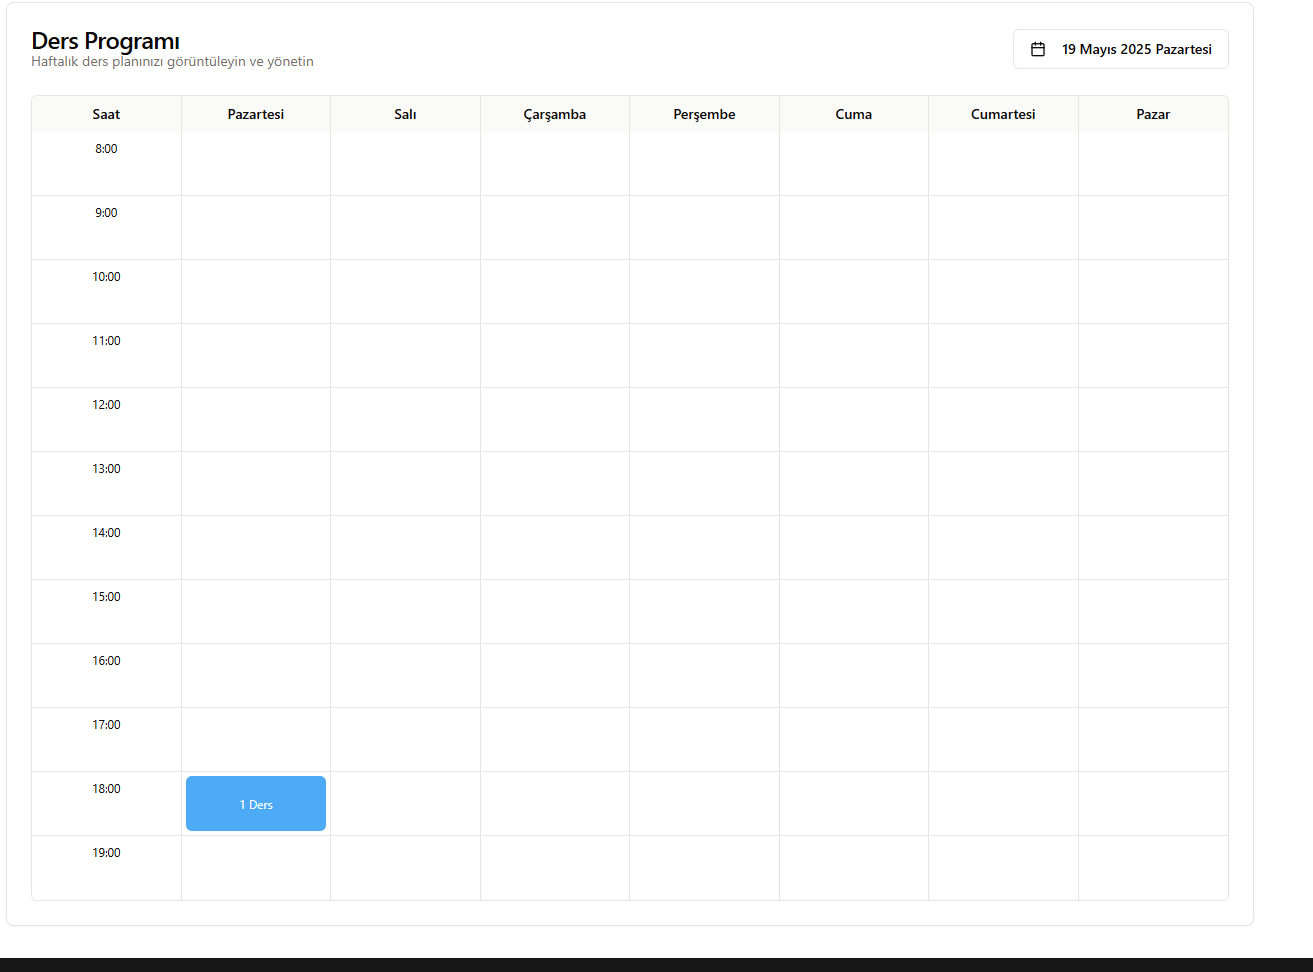 Ders Programı
Haftalık ders planınızı görüntüleyin ve yönetin
19 Mayıs 2025 Pazartesi
Saat Pazartesi Salı Çarşamba Perşembe Cuma Cumartesi Pazar
8:00
9:00
10:00
11:00
12:00
13:00
14:00
15:00
16:00
17:00
18:00 1 Ders
19:00